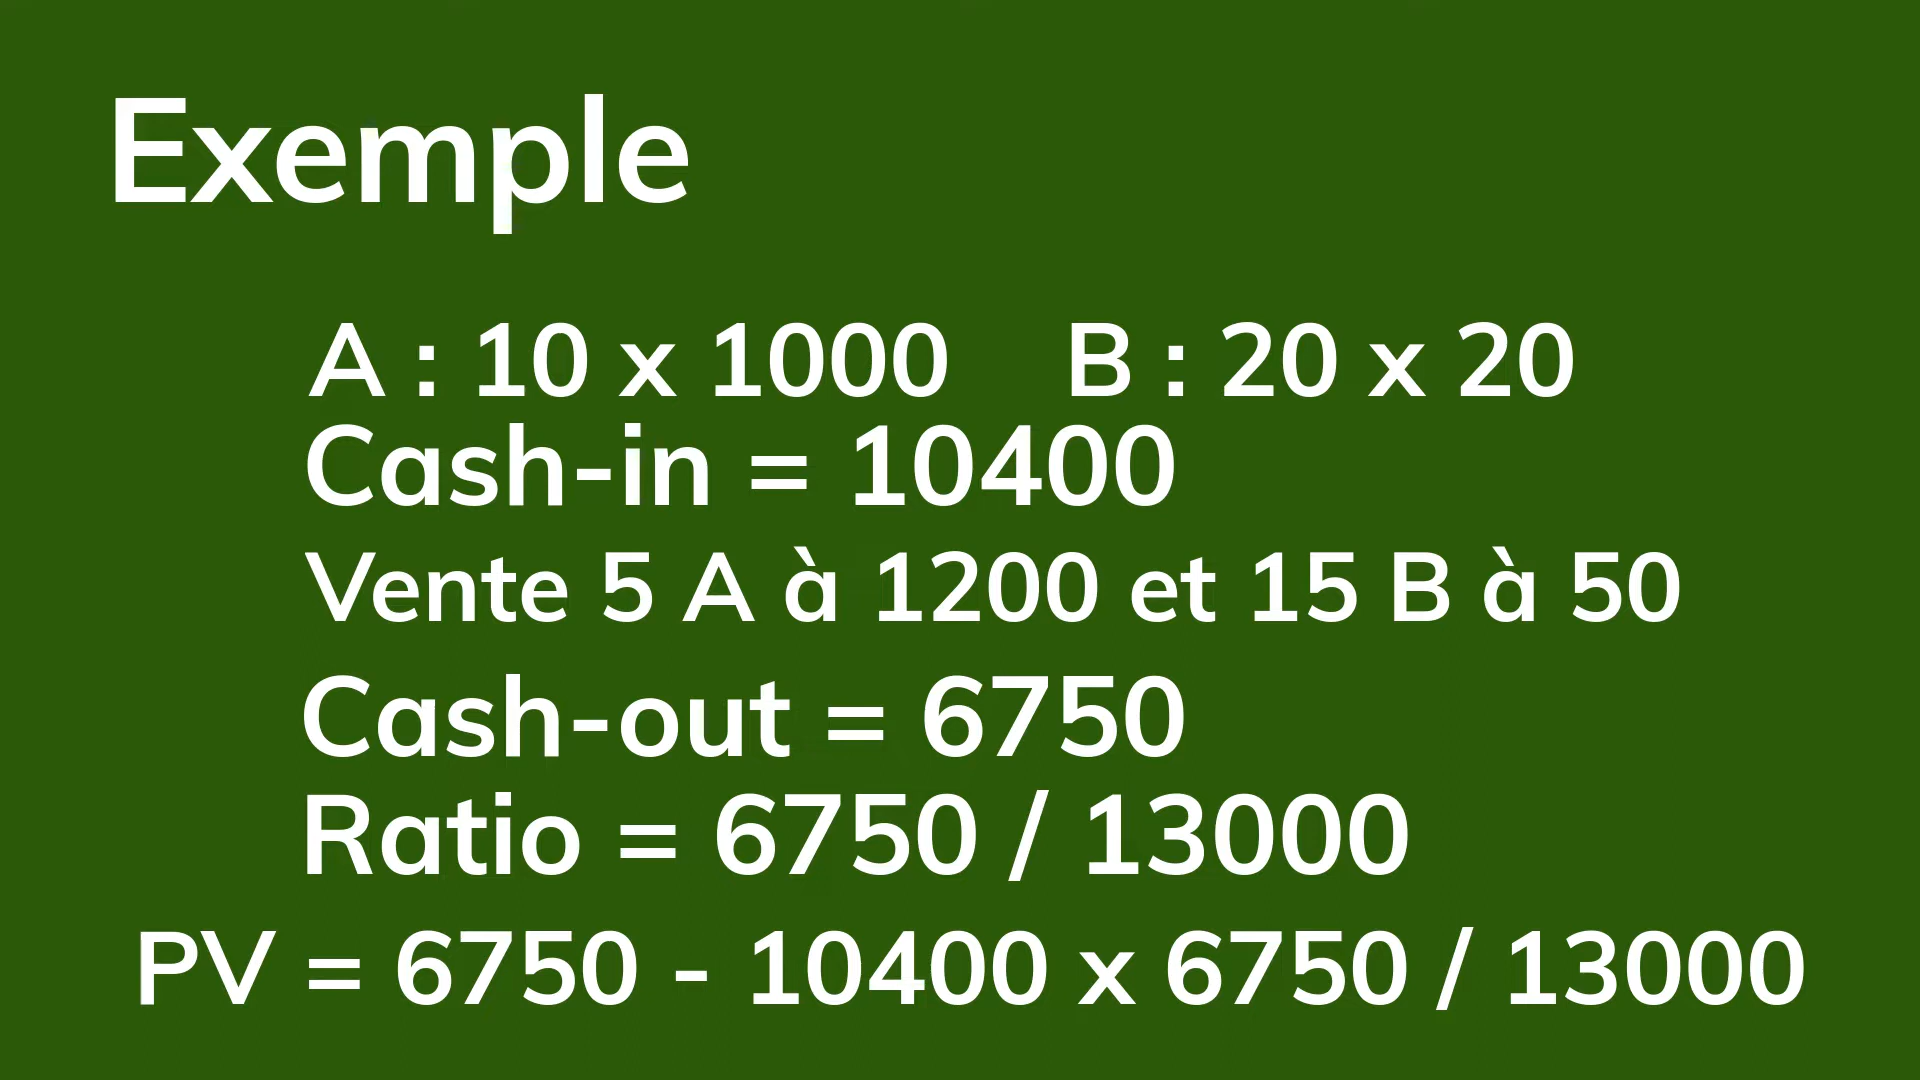 Exemple
A : 10 x 1000 B : 20 x 20
Cash-in = 10400
Vente 5 A à 1200 et 15 B à 50
Cash-out = 6750
Ratio = 6750 / 13000
PV = 6750 - 10400 x 6750 / 13000